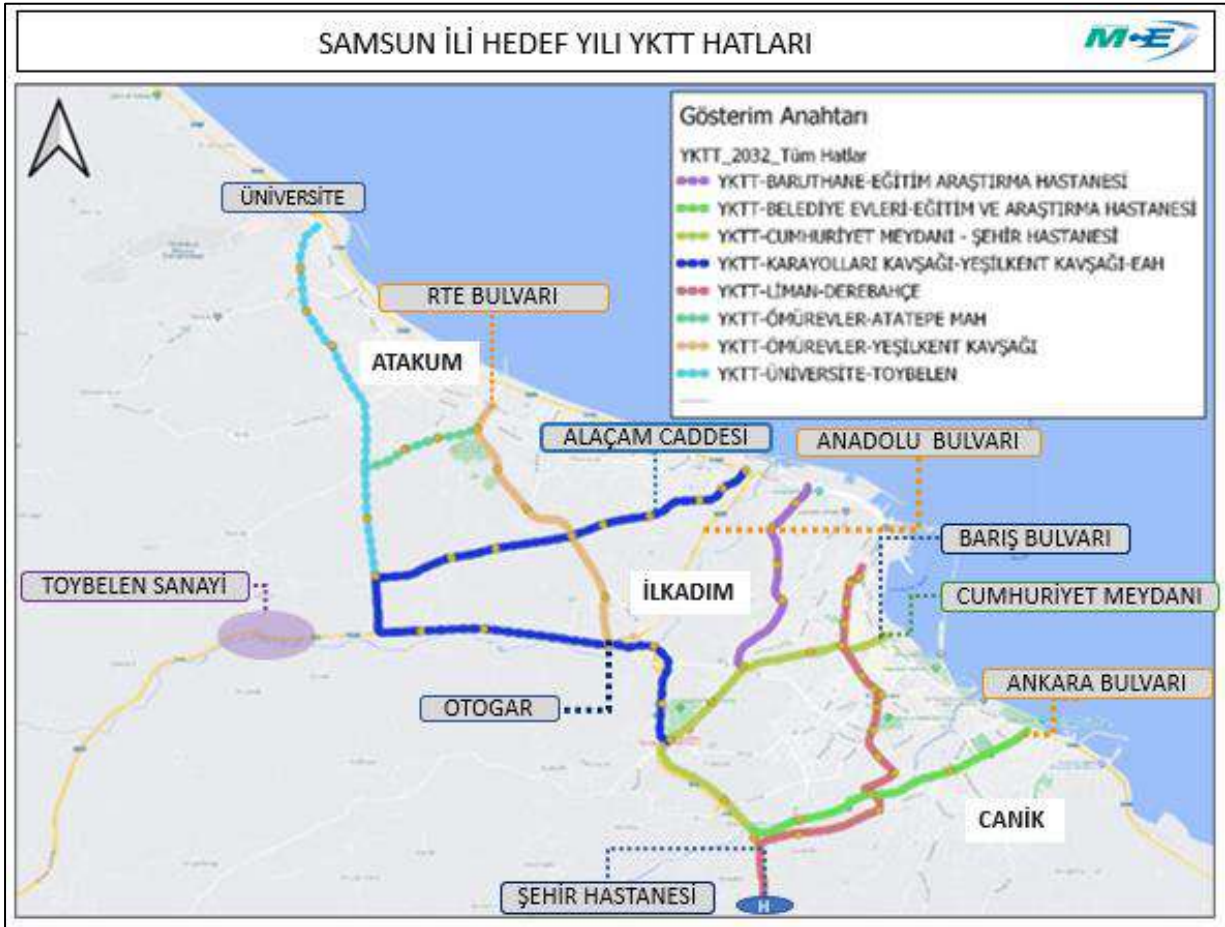 SAMSUN İLİ HEDEF YILI YKTT HATLARI
M-E
Gösterim Anahtarı
YKTT_2032_Tüm Hatlar
YKTT-BARUTHANE-EĞİTİM ARAŞTIRMA HASTANESİ
YKTT-BELEDİYE EVLERİ-EĞİTİM VE ARAŞTIRMA HASTANESİ
YKTT-CUMHURİYET MEYDANI - ŞEHİR HASTANESİ
YKTT-KARAYOLLARI KAVŞAĞI-YEŞİLKENT KAVŞAĞI-EAH
YKTT-LİMAN-DEREBAHÇE
YKTT-ÖMÜREVLER-ATATEPE MAH
YKTT-ÖMÜREVLER-YEŞİLKENT KAVŞAĞI
YKTT-ÜNİVERSİTE-TOYBELEN
ÜNİVERSİTE
RTE BULVARI
ATAKUM
ALAÇAM CADDESİ
ANADOLU BULVARI
BARIŞ BULVARI
TOYBELEN SANAYİ
İLKADIM
CUMHURİYET MEYDANI
OTOGAR
ANKARA BULVARI
CANİK
ŞEHİR HASTANESİ
H